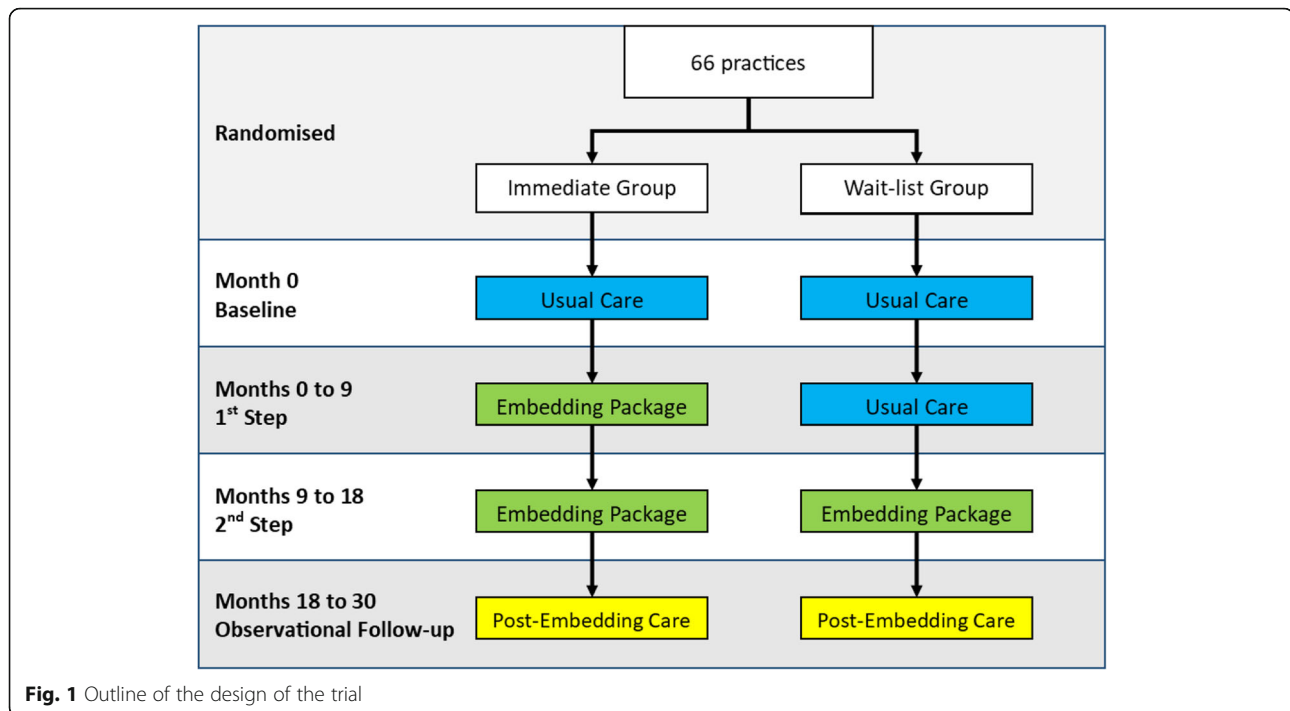 66 practices
Randomised
Immediate Group
Wait-list Group
Month 0
Baseline
Usual Care
Usual Care
Months 0 to 9
1st Step
Embedding Package
Usual Care
Months 9 to 18
2nd Step
Embedding Package
Embedding Package
Months 18 to 30
Observational Follow-up
Post-Embedding Care
Post-Embedding Care
Fig. 1 Outline of the design of the trial